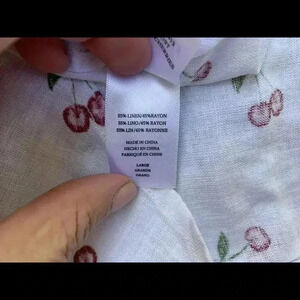 55% LINEN/45% RAYON
55% LINO/45% RAYON
55% LIN/45% RAYONNE
MADE IN CHINA
HECHO EN CHINA
FABRIQUÉ EN CHINE
LARGE
GRANDE
GRAND